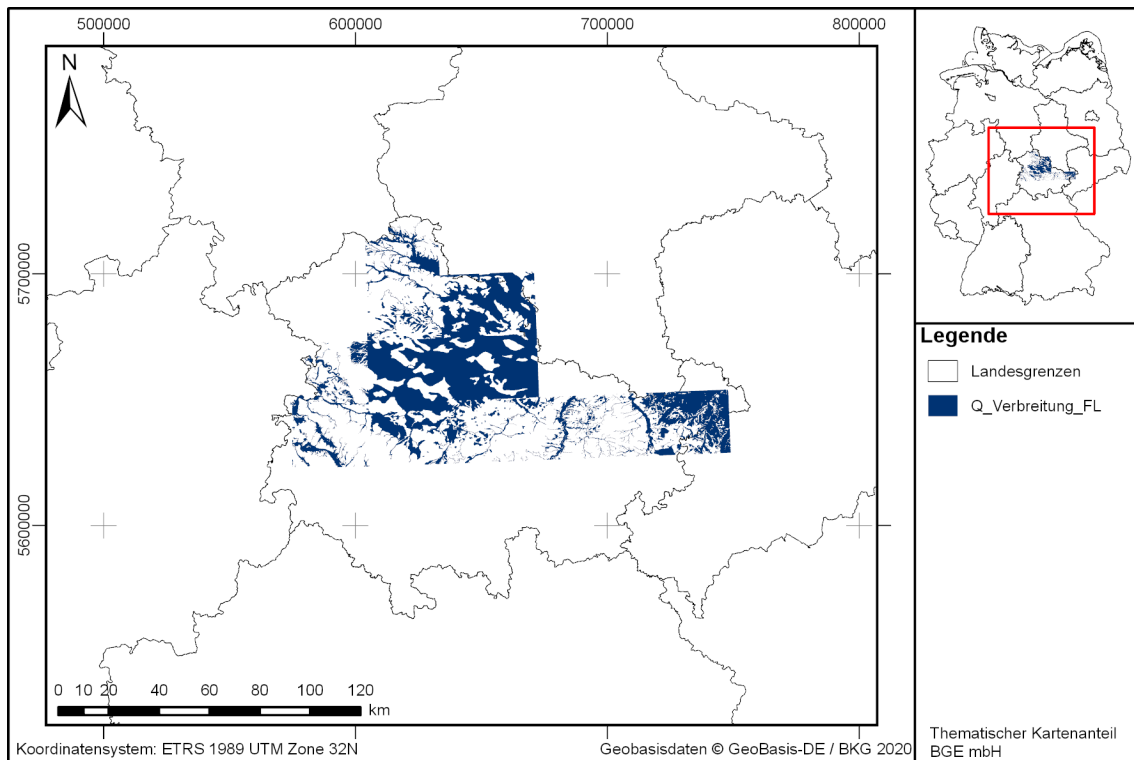 500000 600000 700000 800000
N
5700000
5600000
0 10 20 40 60 80 100 120
km
Koordinatensystem: ETRS 1989 UTM Zone 32N
Geobasisdaten © GeoBasis-DE / BKG 2020
Legende
Landesgrenzen
Q_Verbreitung_FL
Thematischer Kartenanteil
BGE mbH